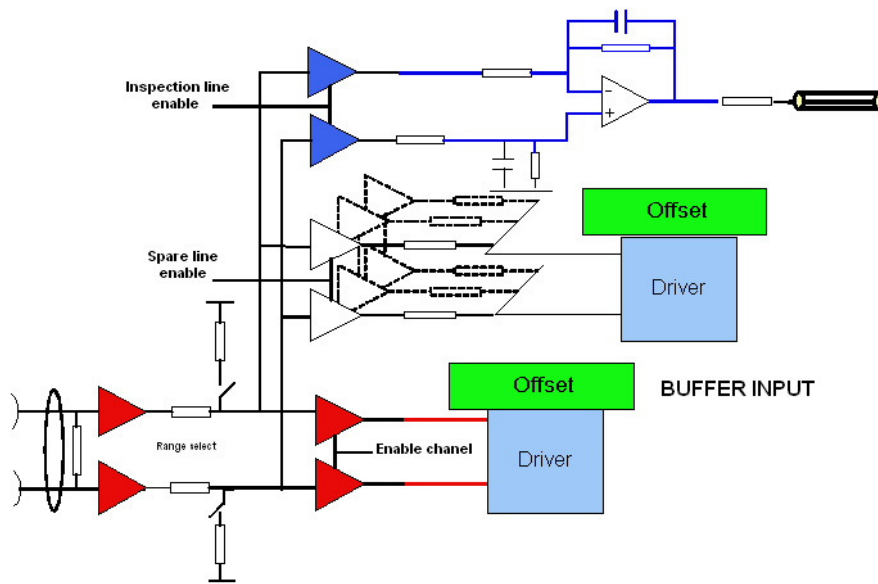 Inspection line
enable
-
+
Offset
Spare line
enable
Driver
Offset
BUFFER INPUT
Range select
Enable chanel
Driver